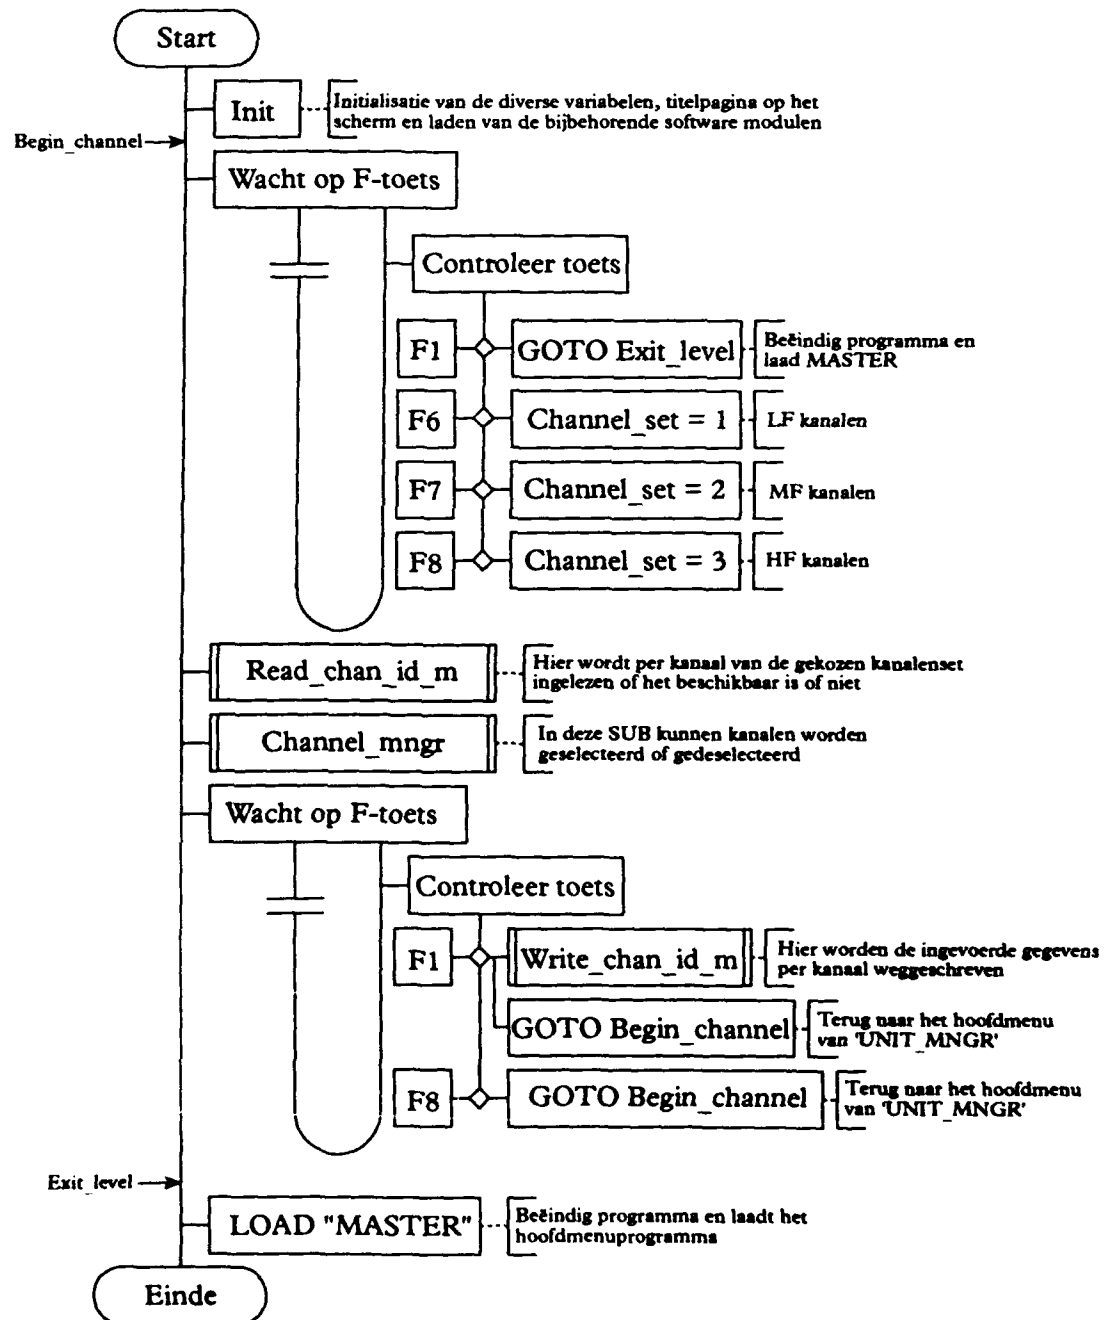 Start
Init
Initialisatie van de diverse variabelen, titelpagina op het
scherm en laden van de bijbehorende software modulen
Begin_channel
Wacht op F-toets
Controleer toets
F1
GOTO Exit_level
Beëindig programma en
laad MASTER
F6
Channel_set = 1
LF kanalen
F7
Channel_set = 2
MF kanalen
F8
Channel_set = 3
HF kanalen
Read_chan_id_m
Hier wordt per kanaal van de gekozen kanalenset
ingelezen of het beschikbaar is of niet
Channel_mngr
In deze SUB kunnen kanalen worden
geselecteerd of gedeselecteerd
Wacht op F-toets
Controleer toets
F1
Write_chan_id_m
Hier worden de ingevoerde gegevens
per kanaal weggeschreven
GOTO Begin_channel
Terug naar het hoofdmenu
van 'UNIT_MNGR'
F8
GOTO Begin_channel
Terug naar het hoofdmenu
van 'UNIT_MNGR'
Exit_level
LOAD "MASTER"
Beëindig programma en laadt het
hoofdmenuprogramma
Einde